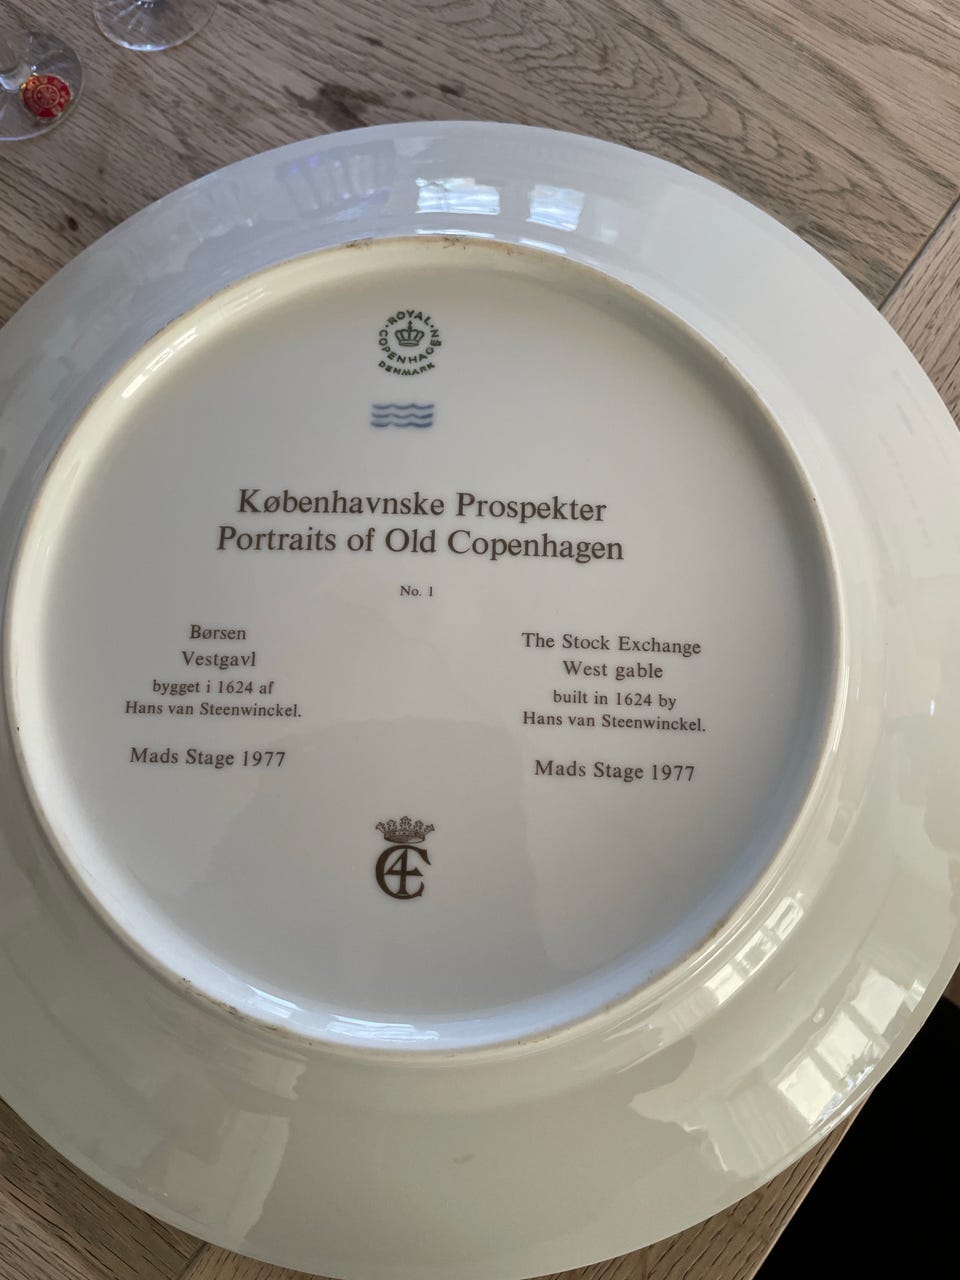 ROYAL
COPENHAGEN
DENMARK
Københavnske Prospekter
Portraits of Old Copenhagen
No. 1
Børsen
Vestgavl
bygget i 1624 af
Hans van Steenwinckel.
Mads Stage 1977
The Stock Exchange
West gable
built in 1624 by
Hans van Steenwinckel.
Mads Stage 1977
C4E